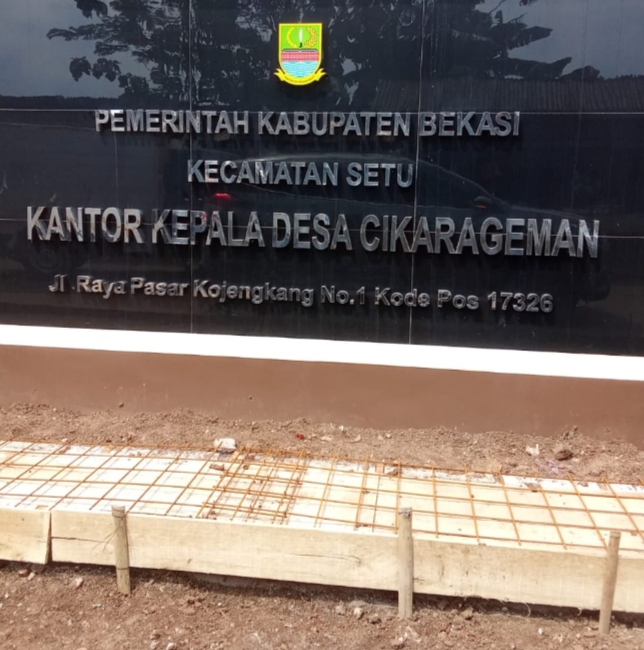 PEMERINTAH KABUPATEN BEKASI
KECAMATAN SETU
KANTOR KEPALA DESA CIKARAGEMAN
Jl .Raya Pasar Kojengkang No.1 Kode Pos 17326